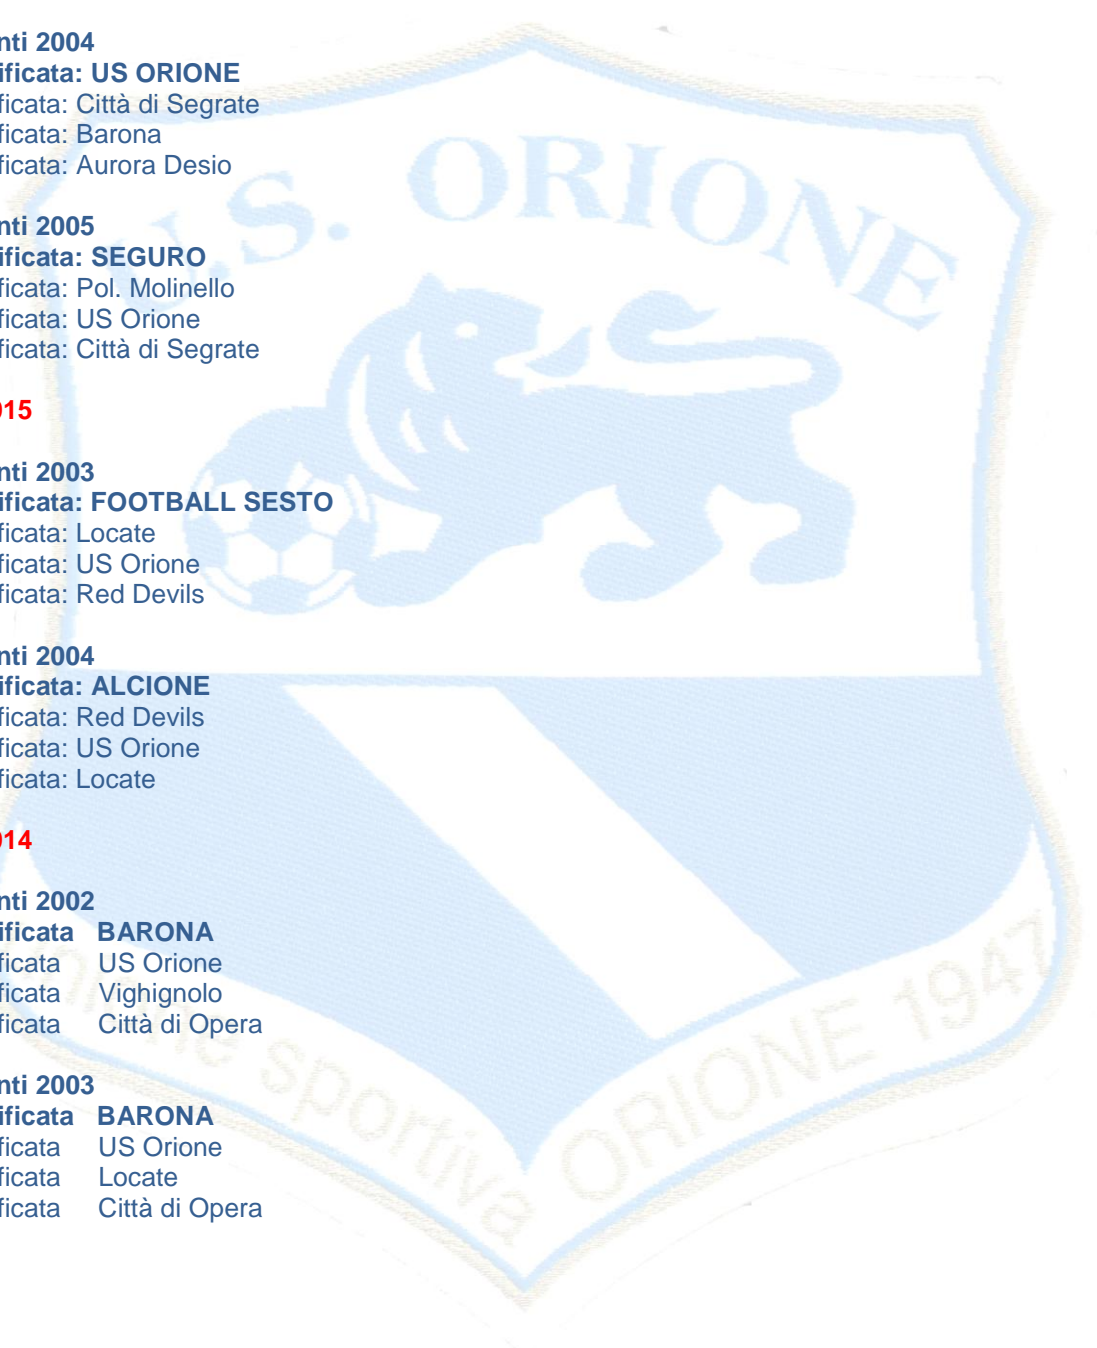 nti 2004
ificata: US ORIONE
ficata: Città di Segrate
ficata: Barona
ficata: Aurora Desio
nti 2005
ificata: SEGURO
ficata: Pol. Molinello
ficata: US Orione
ficata: Città di Segrate
015
nti 2003
ificata: FOOTBALL SESTO
ficata: Locate
ficata: US Orione
ficata: Red Devils
nti 2004
ificata: ALCIONE
ficata: Red Devils
ficata: US Orione
ficata: Locate
014
nti 2002
ificata BARONA
ficata US Orione
ficata Vighignolo
ficata Città di Opera
nti 2003
ificata BARONA
ficata US Orione
ficata Locate
ficata Città di Opera
U.S. ORIONE
nione sportiva ORIONE 1947